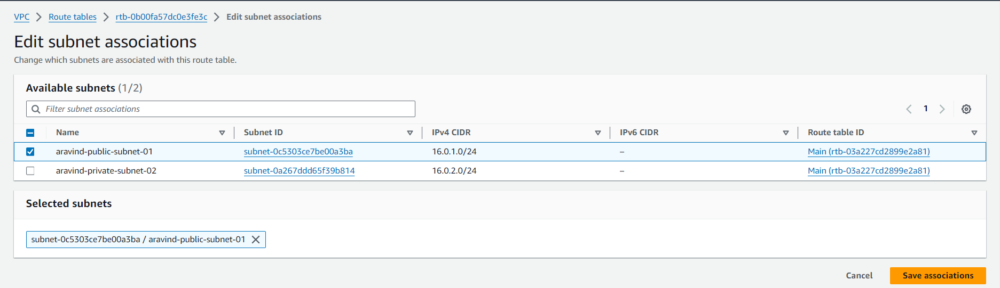 VPC > Route tables > rtb-0b00fa57dc0e3fe3c > Edit subnet associations
Edit subnet associations
Change which subnets are associated with this route table.
Available subnets (1/2)
Filter subnet associations
1
Name Subnet ID IPv4 CIDR IPv6 CIDR Route table ID
aravind-public-subnet-01 subnet-0c5303ce7be00a3ba 16.0.1.0/24 – Main (rtb-03a227cd2899e2a81)
aravind-private-subnet-02 subnet-0a267ddd65f39b814 16.0.2.0/24 – Main (rtb-03a227cd2899e2a81)
Selected subnets
subnet-0c5303ce7be00a3ba / aravind-public-subnet-01
Cancel Save associations